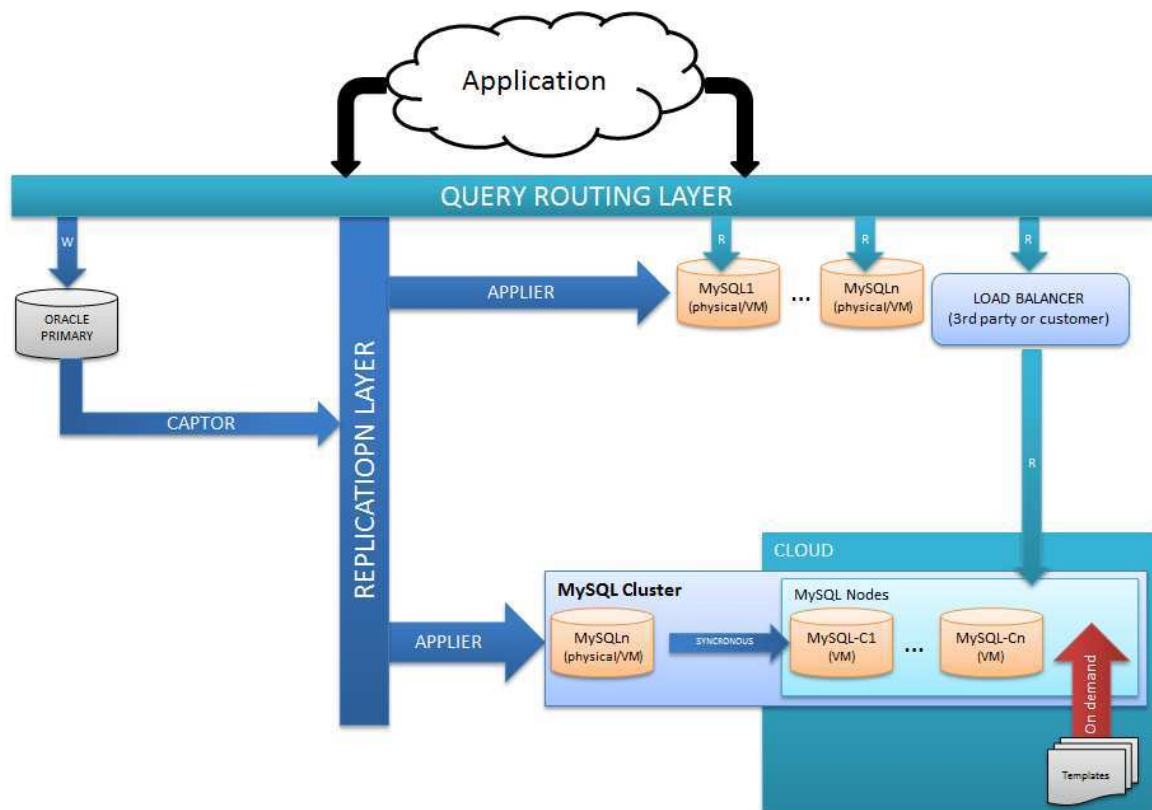 Application
QUERY ROUTING LAYER
W
R
R
R
ORACLE
PRIMARY
APPLIER
MySQL1
(physical/VM)
...
MySQLn
(physical/VM)
LOAD BALANCER
(3rd party or customer)
CAPTOR
REPLICATIOPN LAYER
R
CLOUD
MySQL Cluster
MySQL Nodes
APPLIER
MySQLn
(physical/VM)
SYNCRONOUS
MySQL-C1
(VM)
...
MySQL-Cn
(VM)
On demand
Templates